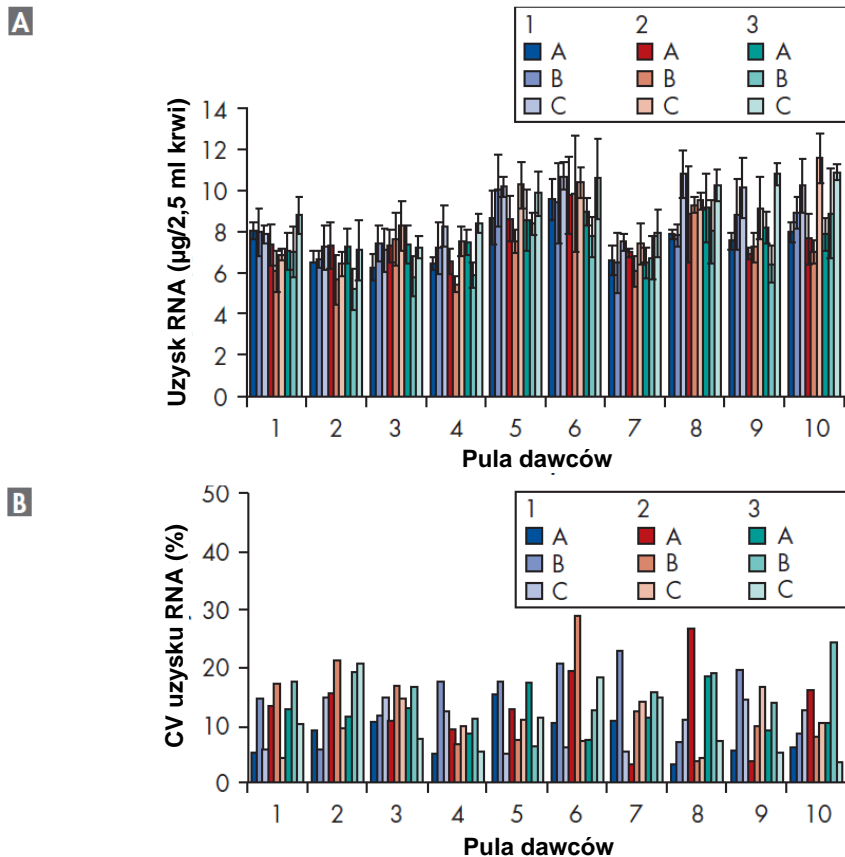 A
1 2 3
A A A
B B B
C C C
14
12
10
8
6
4
2
0
Uzysk RNA (µg/2,5 ml krwi)
1 2 3 4 5 6 7 8 9 10
Pula dawców
B
1 2 3
A A A
B B B
C C C
50
40
30
20
10
0
CV uzysku RNA (%)
1 2 3 4 5 6 7 8 9 10
Pula dawców